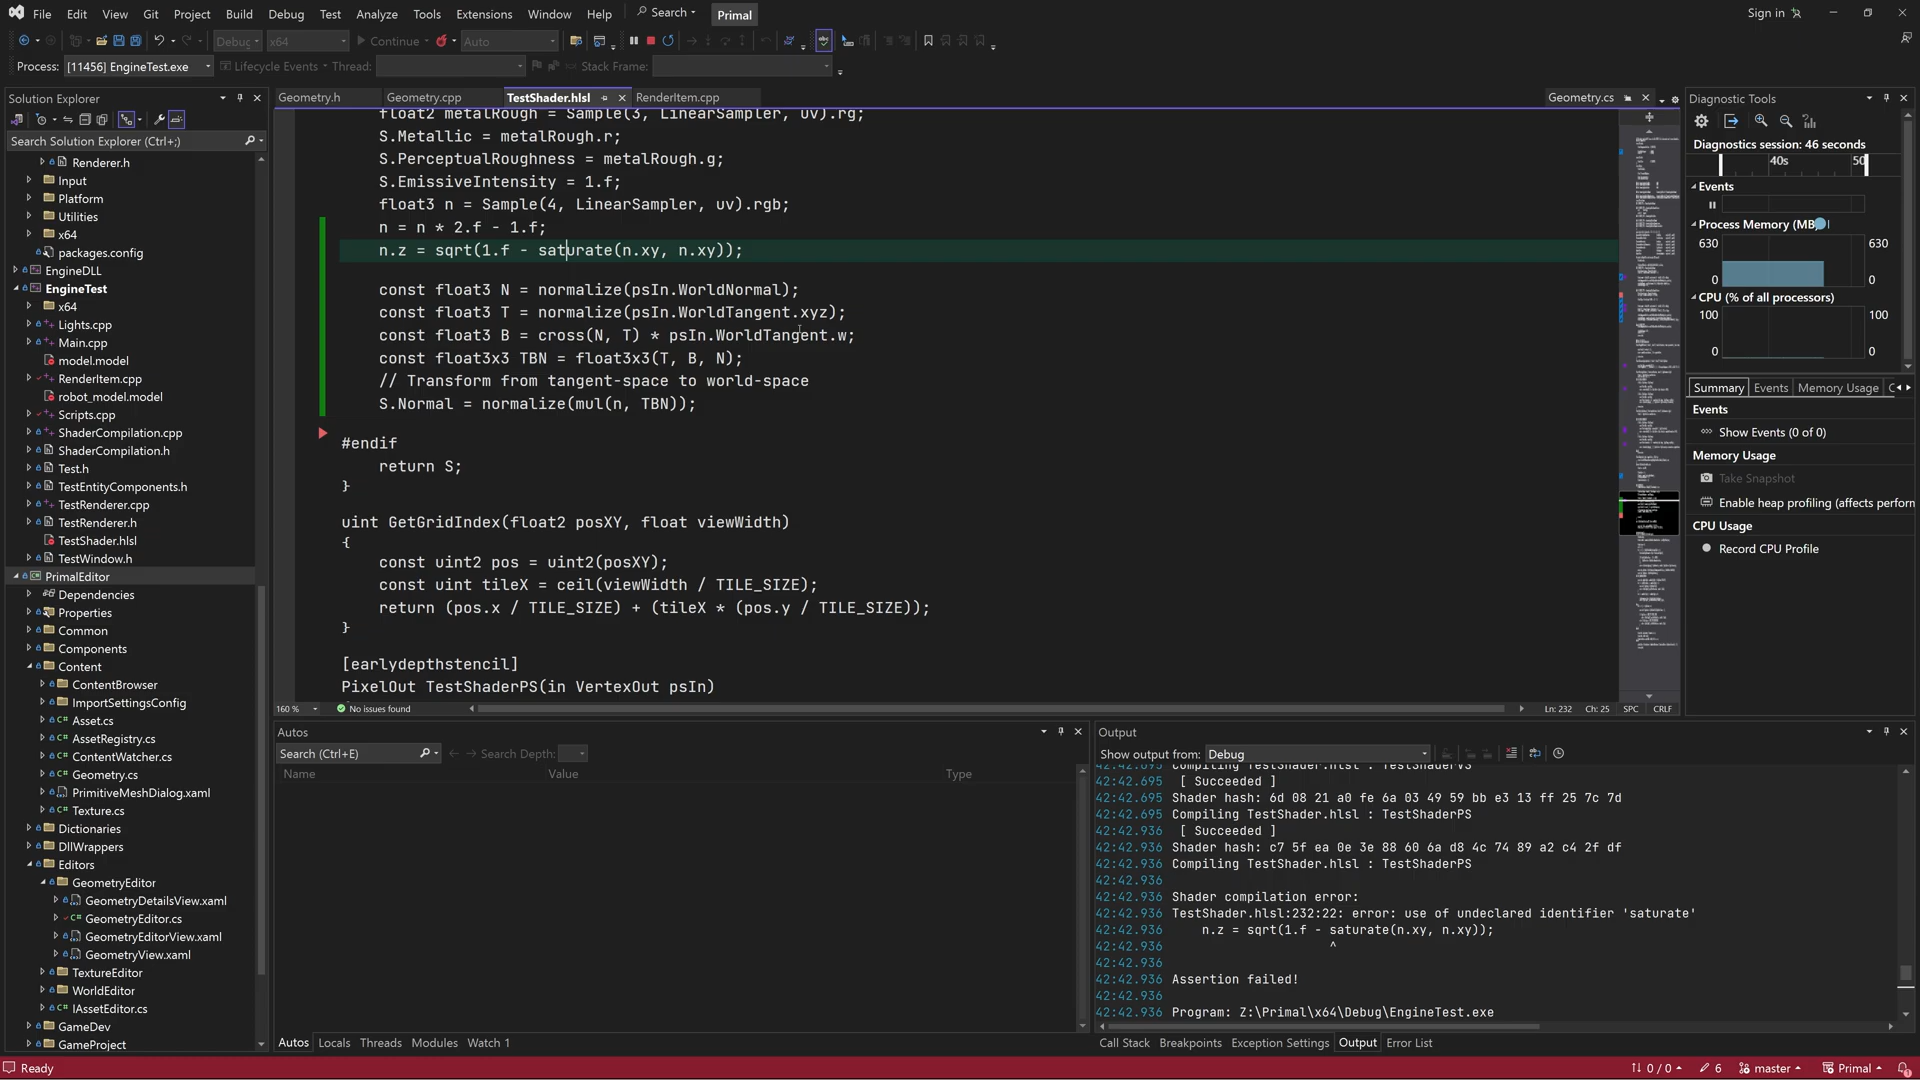 File Edit View Git Project Build Debug Test Analyze Tools Extensions Window Help Search Primal Sign in
Debug x64 Continue Auto
Process: [11456] EngineTest.exe Lifecycle Events Thread: Stack Frame:
Solution Explorer
Search Solution Explorer (Ctrl+;)
Renderer.h
Input
Platform
Utilities
x64
packages.config
EngineDLL
EngineTest
x64
Lights.cpp
Main.cpp
model.model
RenderItem.cpp
robot_model.model
Scripts.cpp
ShaderCompilation.cpp
ShaderCompilation.h
Test.h
TestEntityComponents.h
TestRenderer.cpp
TestRenderer.h
TestShader.hlsl
TestWindow.h
PrimalEditor
Dependencies
Properties
Common
Components
Content
ContentBrowser
ImportSettingsConfig
Asset.cs
AssetRegistry.cs
ContentWatcher.cs
Geometry.cs
PrimitiveMeshDialog.xaml
Texture.cs
Dictionaries
DllWrappers
Editors
GeometryEditor
GeometryDetailsView.xaml
GeometryEditor.cs
GeometryEditorView.xaml
GeometryView.xaml
TextureEditor
WorldEditor
IAssetEditor.cs
GameDev
GameProject
Geometry.h Geometry.cpp TestShader.hlsl RenderItem.cpp Geometry.cs
float2 metalRough = Sample(3, LinearSampler, uv).rg;
S.Metallic = metalRough.r;
S.PerceptualRoughness = metalRough.g;
S.EmissiveIntensity = 1.f;
float3 n = Sample(4, LinearSampler, uv).rgb;
n = n * 2.f - 1.f;
n.z = sqrt(1.f - saturate(n.xy, n.xy));
const float3 N = normalize(psIn.WorldNormal);
const float3 T = normalize(psIn.WorldTangent.xyz);
const float3 B = cross(N, T) * psIn.WorldTangent.w;
const float3x3 TBN = float3x3(T, B, N);
// Transform from tangent-space to world-space
S.Normal = normalize(mul(n, TBN));
#endif
return S;
}
uint GetGridIndex(float2 posXY, float viewWidth)
{
const uint2 pos = uint2(posXY);
const uint tileX = ceil(viewWidth / TILE_SIZE);
return (pos.x / TILE_SIZE) + (tileX * (pos.y / TILE_SIZE));
}
[earlydepthstencil]
PixelOut TestShaderPS(in VertexOut psIn)
160 % No issues found Ln: 232 Ch: 25 SPC CRLF
Autos
Search (Ctrl+E) Search Depth:
Name Value Type
Autos Locals Threads Modules Watch 1
Output
Show output from: Debug
42:42.695 Compiling TestShader.hlsl : TestShaderVS
42:42.695 [ Succeeded ]
42:42.695 Shader hash: 6d 08 21 a0 fe 6a 03 49 59 bb e3 13 ff 25 7c 7d
42:42.695 Compiling TestShader.hlsl : TestShaderPS
42:42.936 [ Succeeded ]
42:42.936 Shader hash: c7 5f ea 0e 3e 88 60 6a d8 4c 74 89 a2 c4 2f df
42:42.936 Compiling TestShader.hlsl : TestShaderPS
42:42.936
42:42.936 Shader compilation error:
42:42.936 TestShader.hlsl:232:22: error: use of undeclared identifier 'saturate'
42:42.936 n.z = sqrt(1.f - saturate(n.xy, n.xy));
42:42.936 ^
42:42.936
42:42.936 Assertion failed!
42:42.936
42:42.936 Program: Z:\Primal\x64\Debug\EngineTest.exe
Call Stack Breakpoints Exception Settings Output Error List
Diagnostic Tools
Diagnostics session: 46 seconds
40s 50
Events
Process Memory (MB)
630 630
0 0
CPU (% of all processors)
100 100
0 0
Summary Events Memory Usage C
Events
Show Events (0 of 0)
Memory Usage
Take Snapshot
Enable heap profiling (affects perform
CPU Usage
Record CPU Profile
Ready 0 / 0 6 master Primal